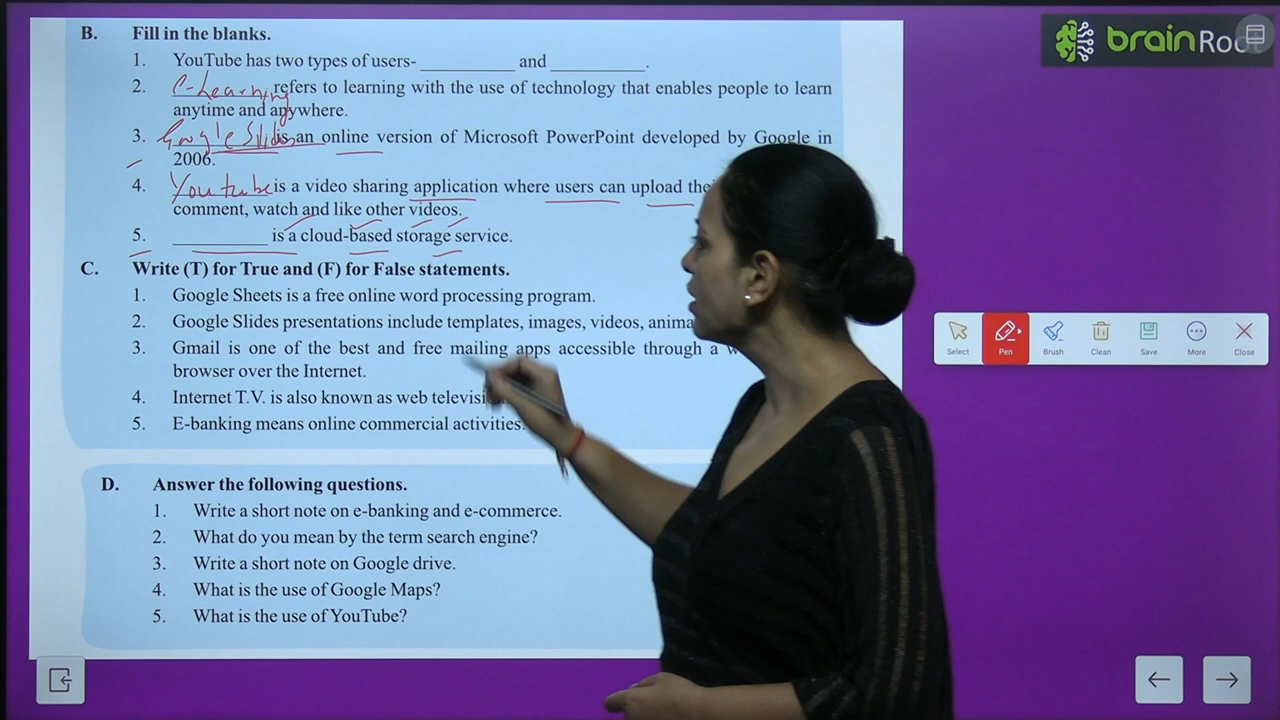 brainRoot
B. Fill in the blanks.
1. YouTube has two types of users- __________ and __________.
2. e-Learning refers to learning with the use of technology that enables people to learn
anytime and anywhere.
3. Google Slides is an online version of Microsoft PowerPoint developed by Google in
2006.
4. Youtube is a video sharing application where users can upload
comment, watch and like other videos.
5. __________ is a cloud-based storage service.
C. Write (T) for True and (F) for False statements.
1. Google Sheets is a free online word processing program.
2. Google Slides presentations include templates, images, videos,
3. Gmail is one of the best and free mailing apps accessible through a
browser over the Internet.
4. Internet T.V. is also known as web
5. E-banking means online commercial activities.
D. Answer the following questions.
1. Write a short note on e-banking and e-commerce.
2. What do you mean by the term search engine?
3. Write a short note on Google drive.
4. What is the use of Google Maps?
5. What is the use of YouTube?
Select Pen Brush Clean Save More Close